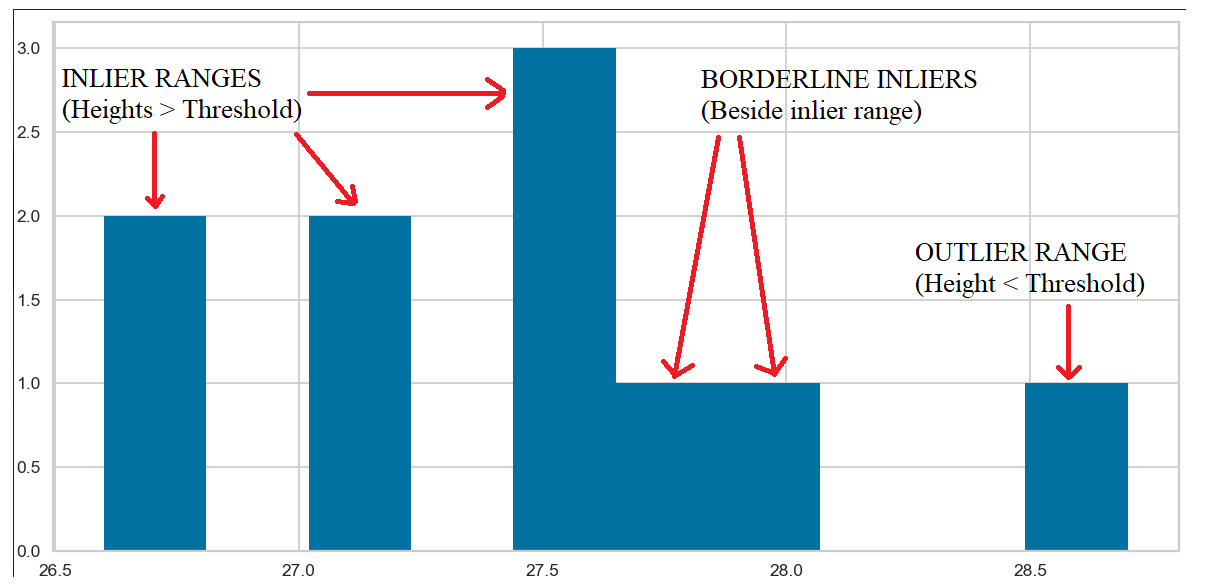 3.0
INLIER RANGES
(Heights > Threshold)
BORDERLINE INLIERS
(Beside inlier range)
2.5
2.0
OUTLIER RANGE
(Height < Threshold)
1.5
1.0
0.5
0.0
26.5 27.0 27.5 28.0 28.5